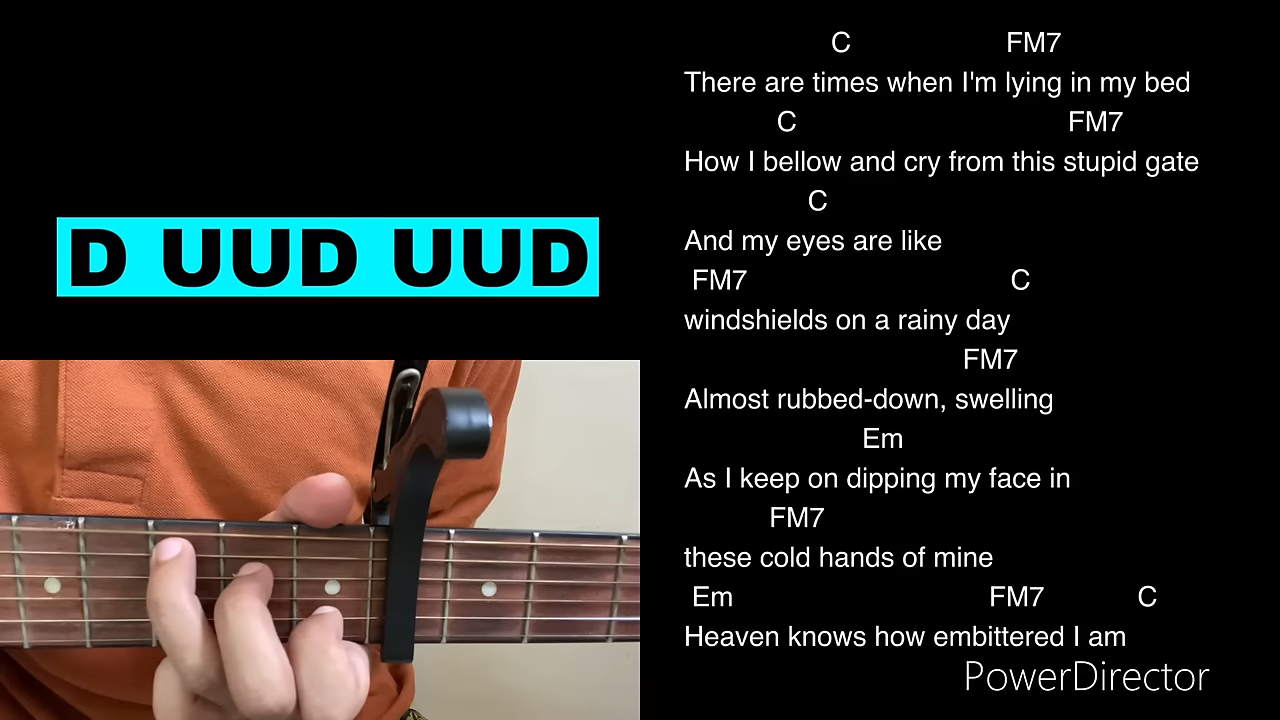 D UUD UUD
C FM7
There are times when I'm lying in my bed
C FM7
How I bellow and cry from this stupid gate
C
And my eyes are like
FM7 C
windshields on a rainy day
FM7
Almost rubbed-down, swelling
Em
As I keep on dipping my face in
FM7
these cold hands of mine
Em FM7 C
Heaven knows how embittered I am
PowerDirector